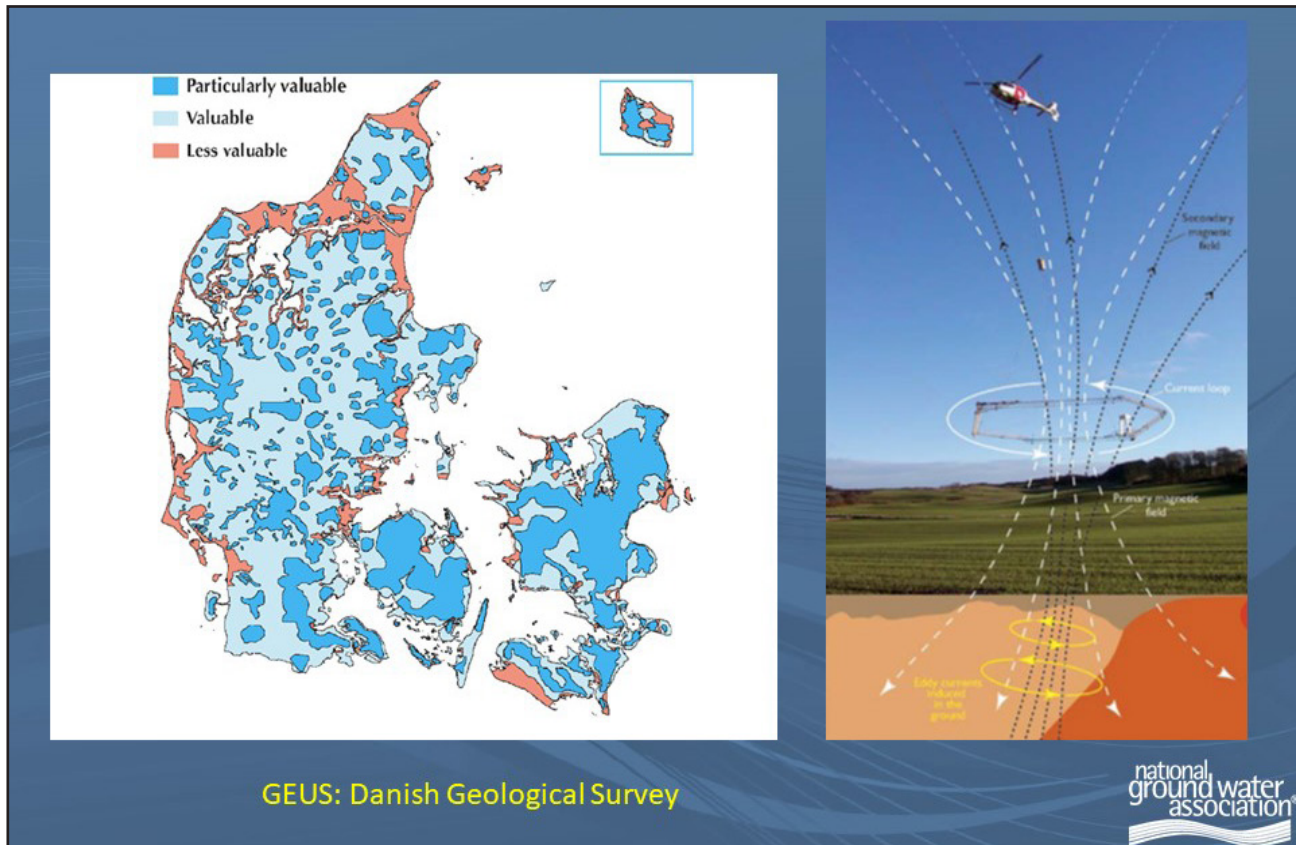 Particularly valuable
Valuable
Less valuable
Secondary
magnetic
field
Current loop
Primary magnetic
field
Eddy currents
induced
in the
ground
GEUS: Danish Geological Survey
national
ground water
association®